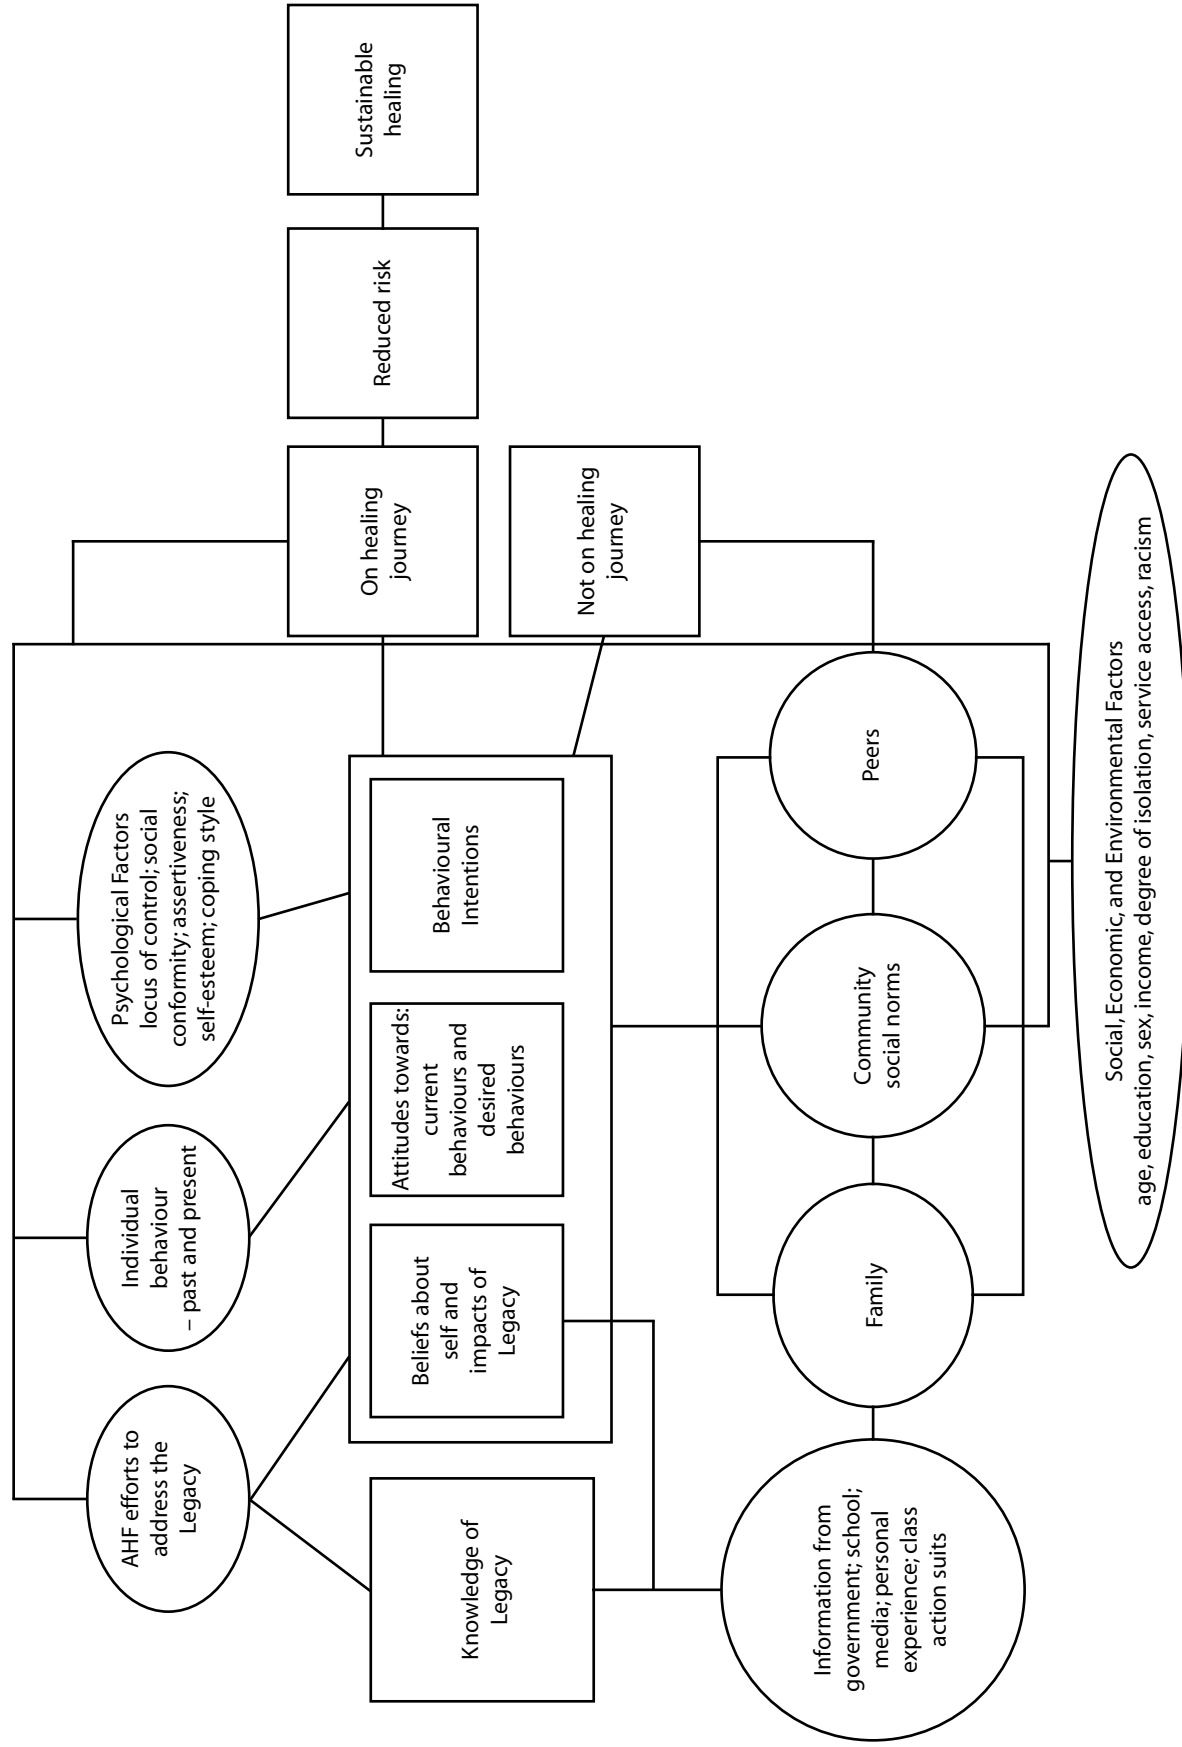 AHF efforts to
address the
Legacy
Individual
behaviour
– past and present
Psychological Factors
locus of control; social
conformity; assertiveness;
self-esteem; coping style
Knowledge of
Legacy
Beliefs about
self and
impacts of
Legacy
Attitudes towards:
current
behaviours and
desired
behaviours
Behavioural
Intentions
On healing
journey
Reduced risk
Sustainable
healing
Not on healing
journey
Information from
government; school;
media; personal
experience; class
action suits
Family
Community
social norms
Peers
Social, Economic, and Environmental Factors
age, education, sex, income, degree of isolation, service access, racism